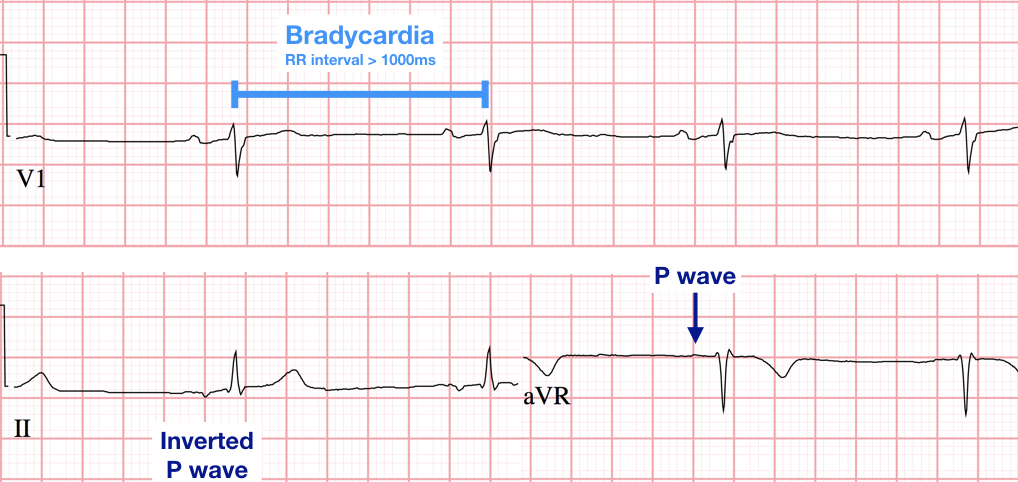 Bradycardia
RR interval > 1000ms
V1
P wave
aVR
II
Inverted
P wave